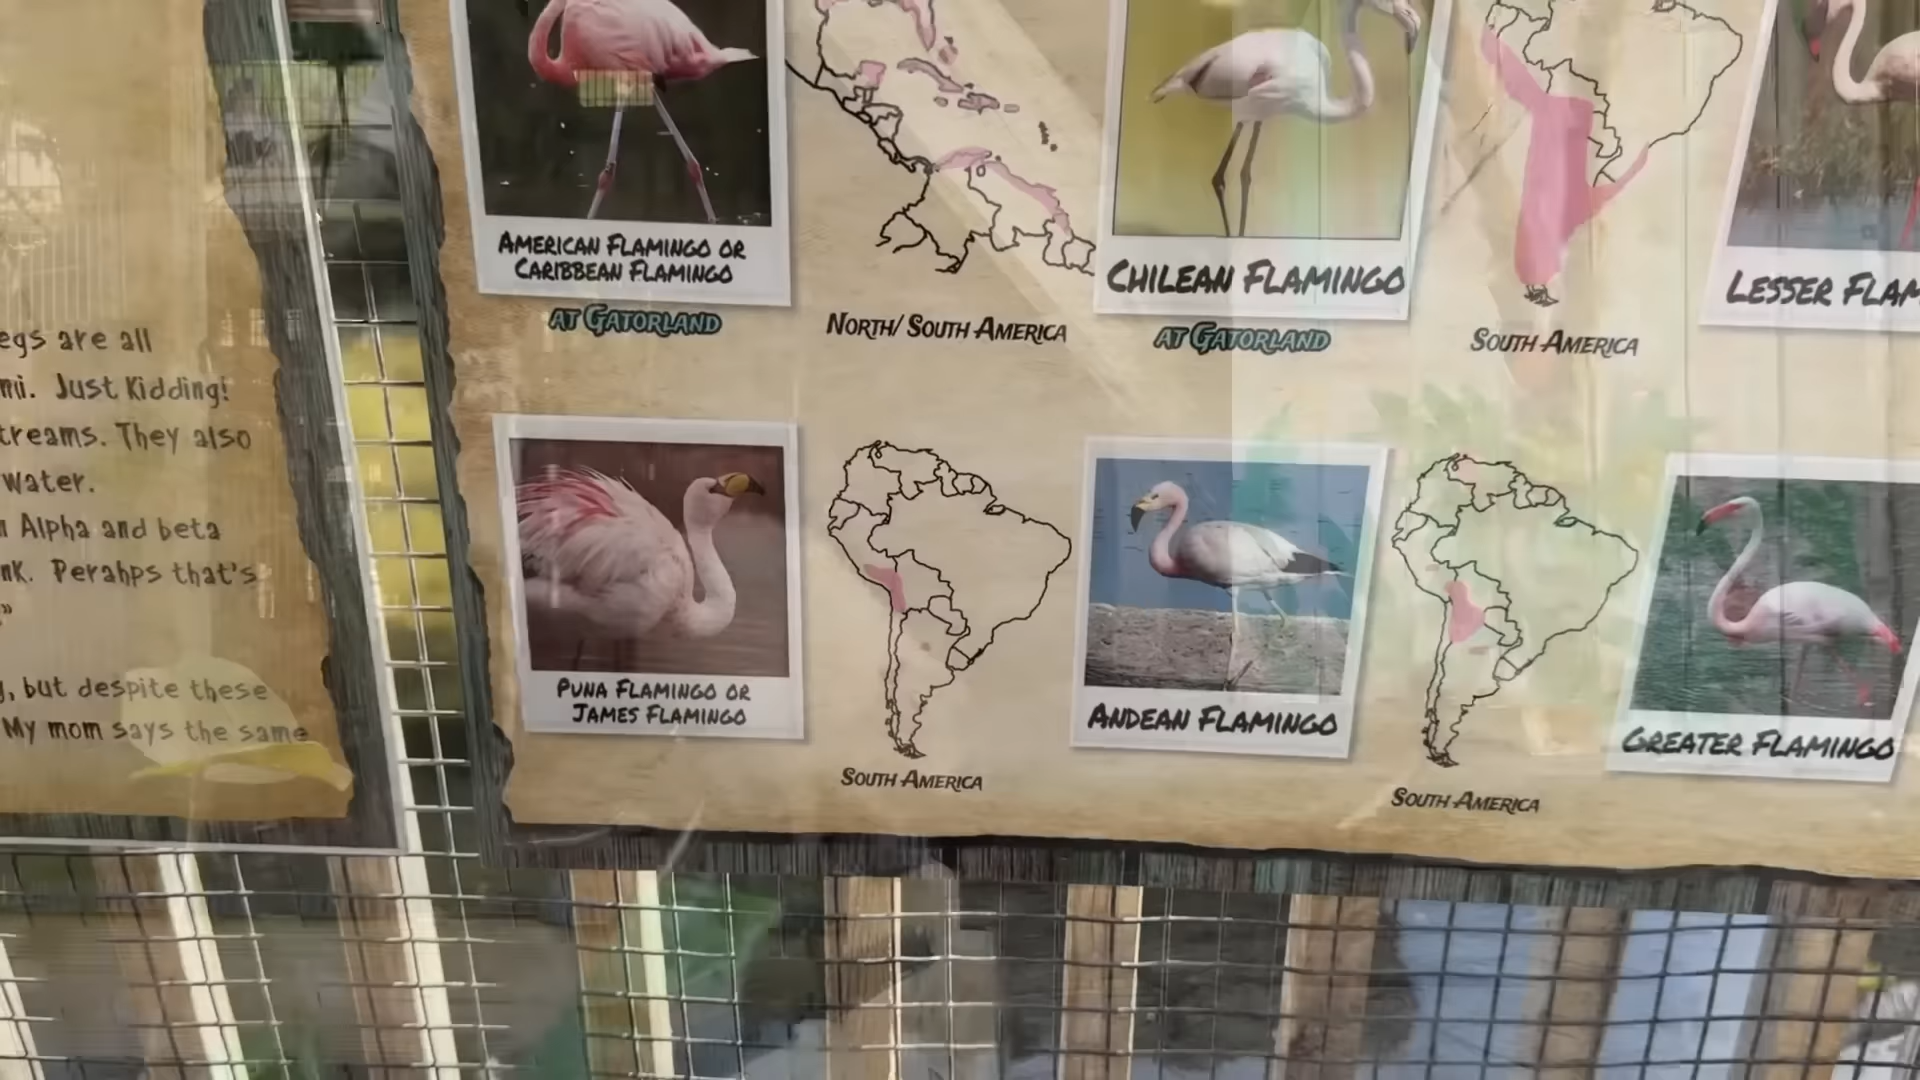 egs are all
mi. Just Kidding!
treams. They also
water.
n Alpha and beta
nk. Perahps that's
"
y, but despite these
My mom says the same
American Flamingo or
Caribbean Flamingo
at Gatorland
North/ South America
Chilean Flamingo
at Gatorland
South America
Lesser Flam
Puna Flamingo or
James Flamingo
South America
Andean Flamingo
South America
Greater Flamingo